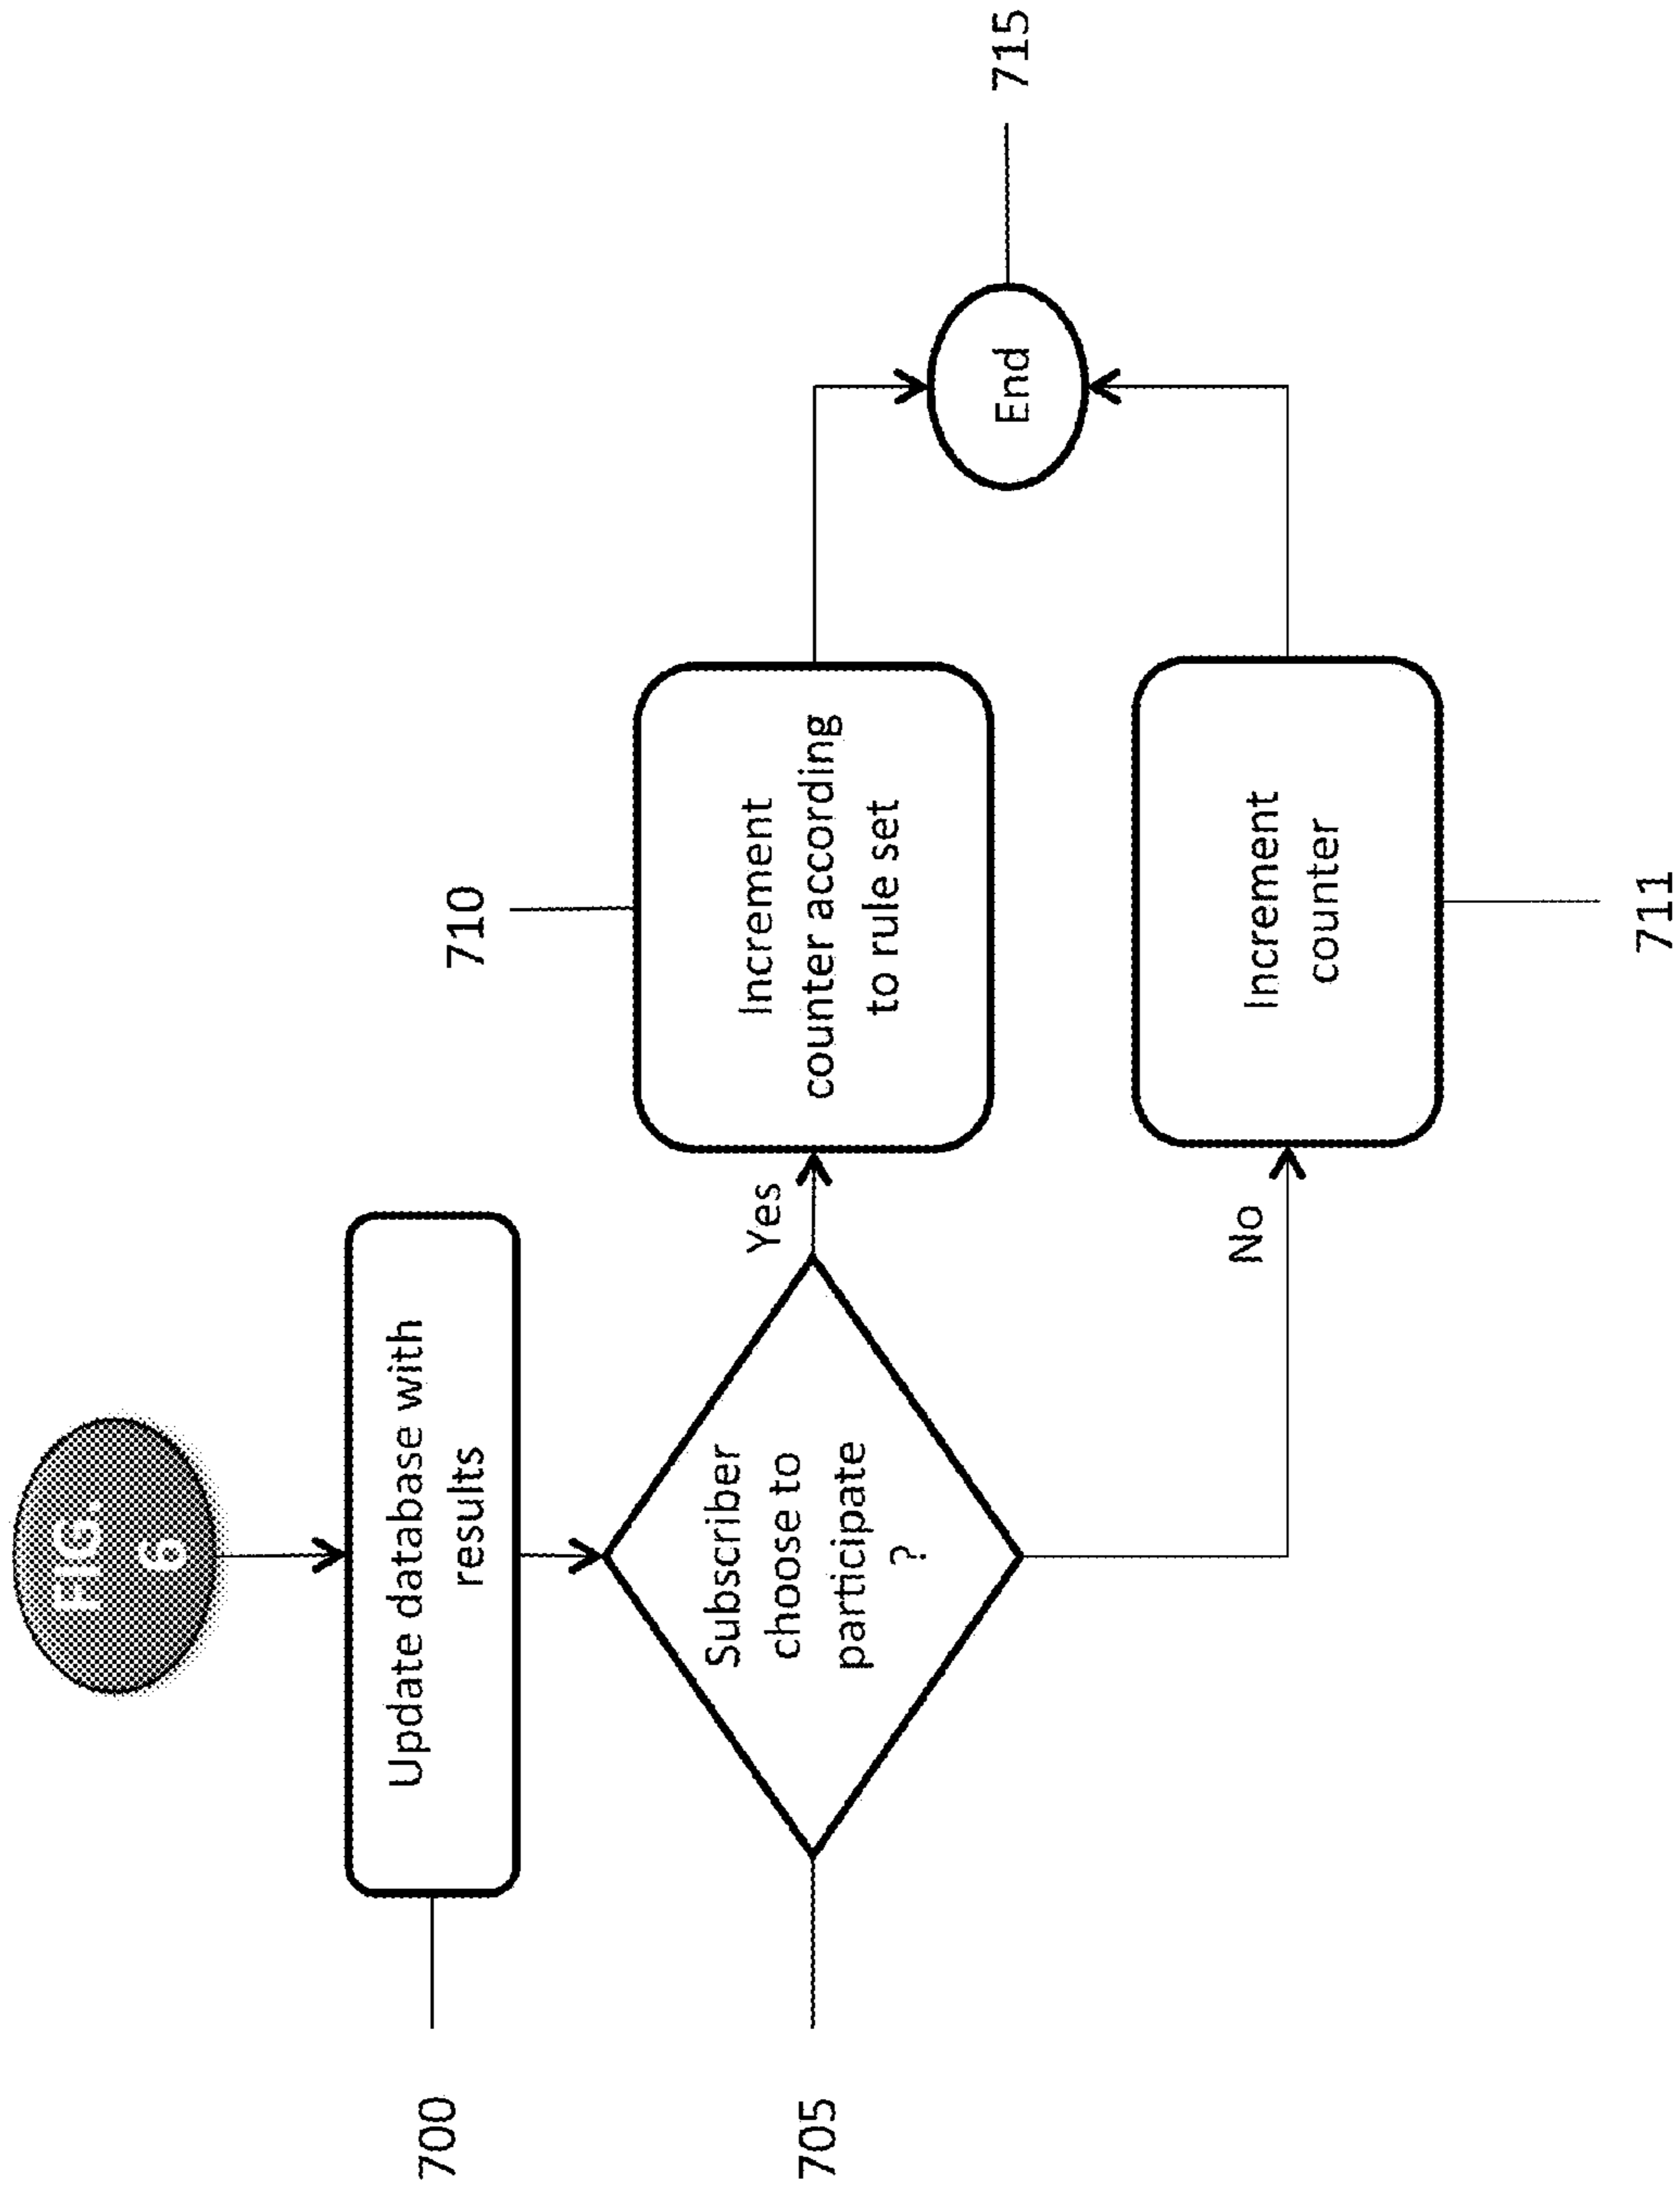 FIG.
6
700
Update database with
results
705
Subscriber
choose to
participate
?
Yes
No
710
Increment
counter according
to rule set
711
Increment
counter
End
715